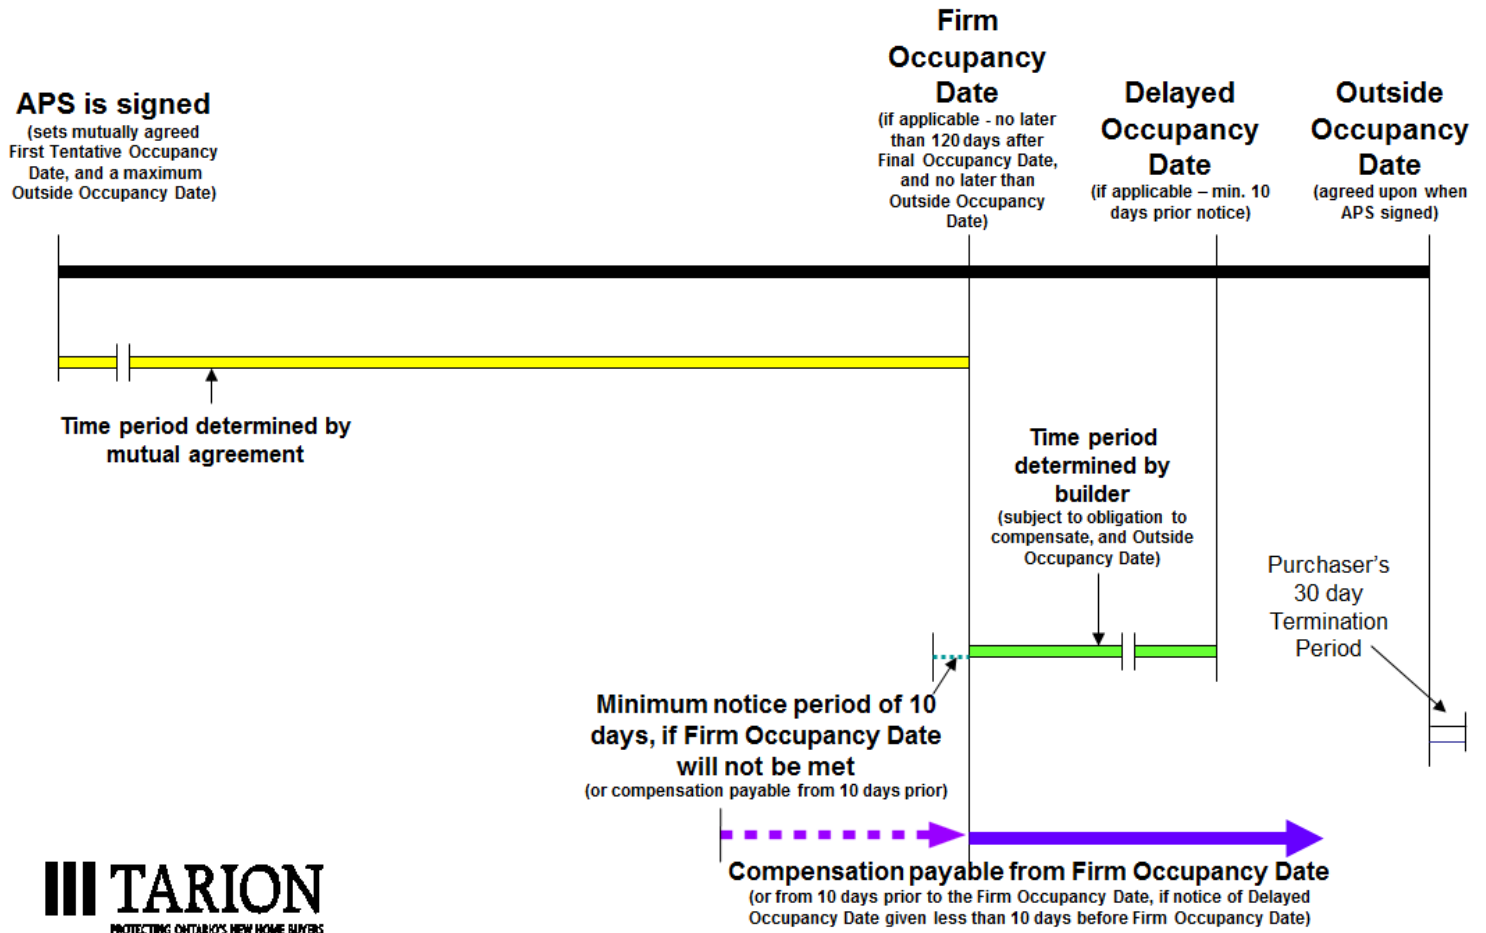 APS is signed
(sets mutually agreed
First Tentative Occupancy
Date, and a maximum
Outside Occupancy Date)
Firm
Occupancy
Date
(if applicable - no later
than 120 days after
Final Occupancy Date,
and no later than
Outside Occupancy
Date)
Delayed
Occupancy
Date
(if applicable – min. 10
days prior notice)
Outside
Occupancy
Date
(agreed upon when
APS signed)
Time period determined by
mutual agreement
Time period
determined by
builder
(subject to obligation to
compensate, and Outside
Occupancy Date)
Purchaser's
30 day
Termination
Period
Minimum notice period of 10
days, if Firm Occupancy Date
will not be met
(or compensation payable from 10 days prior)
Compensation payable from Firm Occupancy Date
(or from 10 days prior to the Firm Occupancy Date, if notice of Delayed
Occupancy Date given less than 10 days before Firm Occupancy Date)
TARION
PROTECTING ONTARIO'S NEW HOME BUYERS